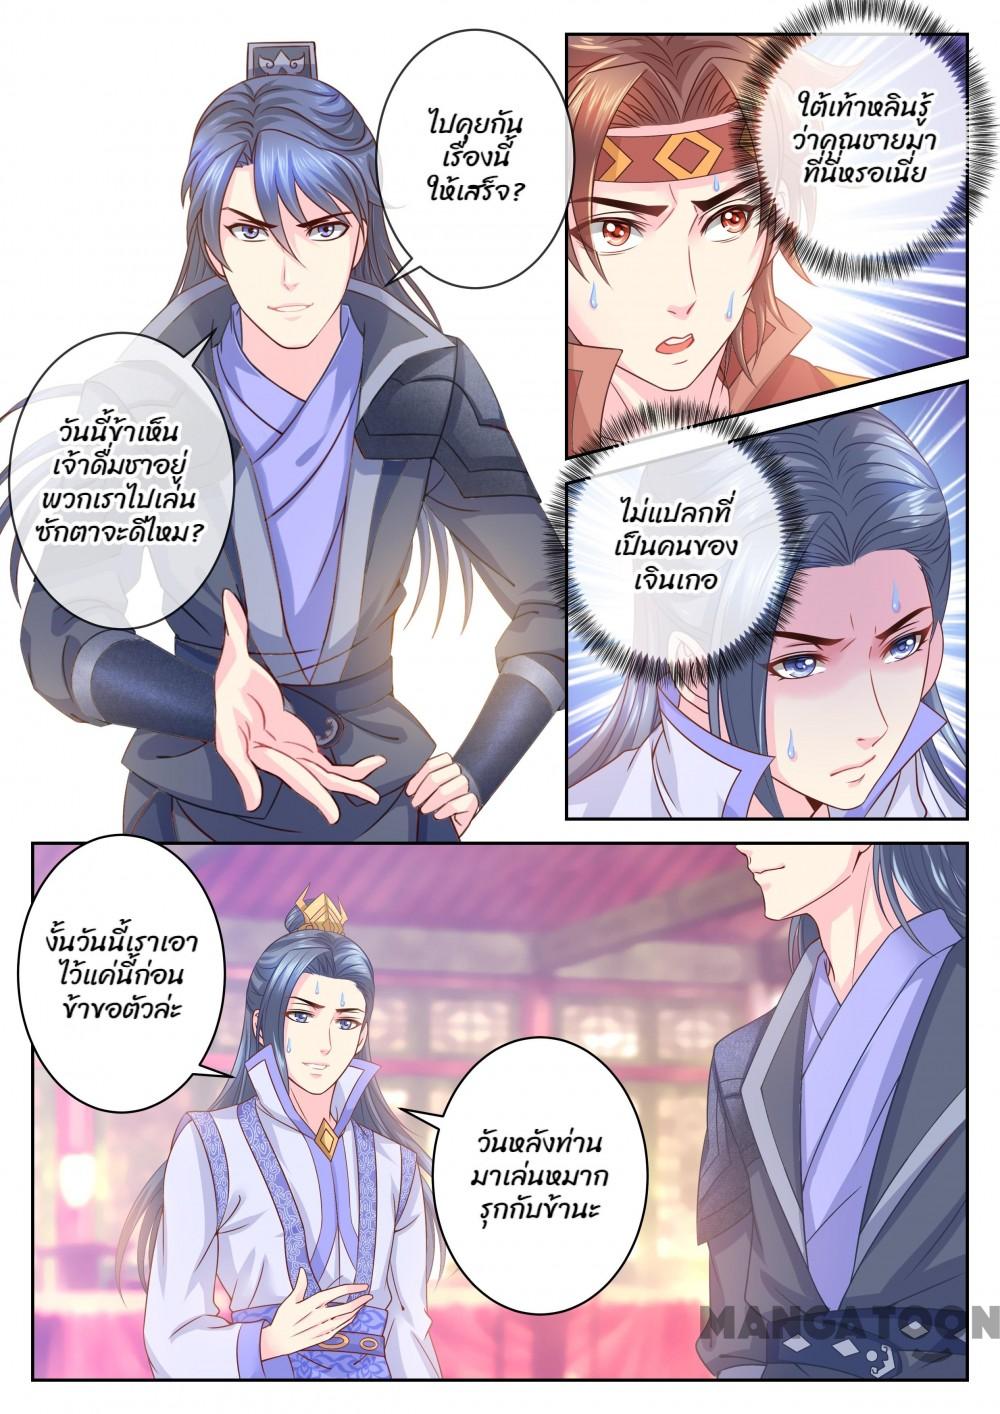 ไปคุยกัน
เรื่องนี้
ให้เสร็จ?
วันนี้ข้าเห็น
เจ้าดื่มชาอยู่
พวกเราไปเล่น
ซักตาจะดีไหม?
ใต้เท้าหลินรู้
ว่าคุณชายมา
ที่นี่หรอเนี่ย
ไม่แปลกที่
เป็นคนของ
เจินเกอ
งั้นวันนี้เราเอา
ไว้แค่นี้ก่อน
ข้าขอตัวล่ะ
วันหลังท่าน
มาเล่นหมาก
รุกกับข้านะ
MANGATOON